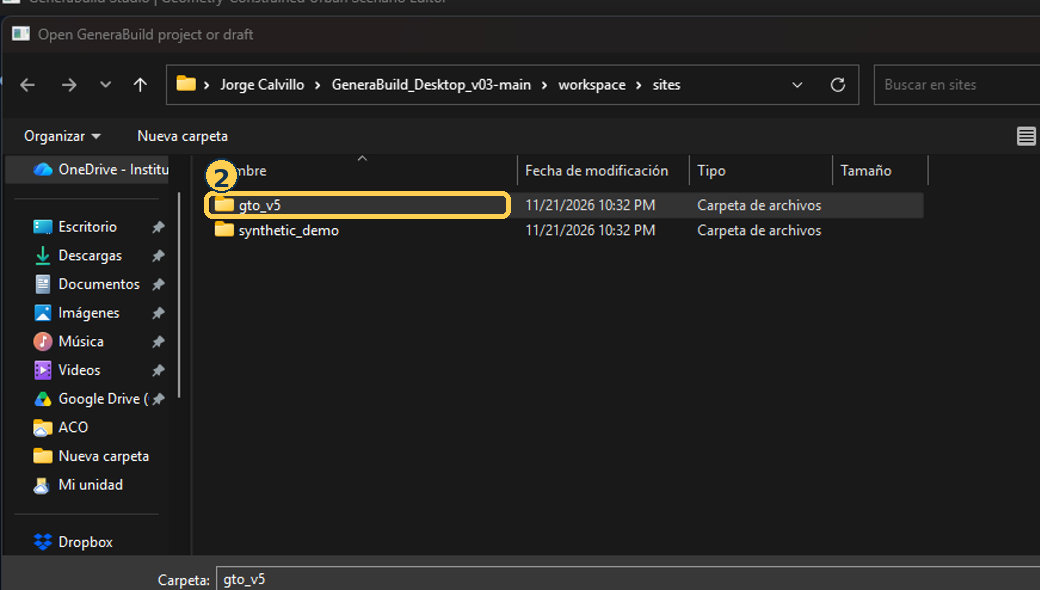 GeneraBuild Studio | Geometry-Constrained Urban Scenario Editor
Open GeneraBuild project or draft
Jorge Calvillo > GeneraBuild_Desktop_v03-main > workspace > sites
Buscar en sites
Organizar
Nueva carpeta
OneDrive - Institu
Escritorio
Descargas
Documentos
Imágenes
Música
Videos
Google Drive (
ACO
Nueva carpeta
Mi unidad
Dropbox
2
mbre Fecha de modificación Tipo Tamaño
gto_v5 11/21/2026 10:32 PM Carpeta de archivos
synthetic_demo 11/21/2026 10:32 PM Carpeta de archivos
Carpeta: gto_v5